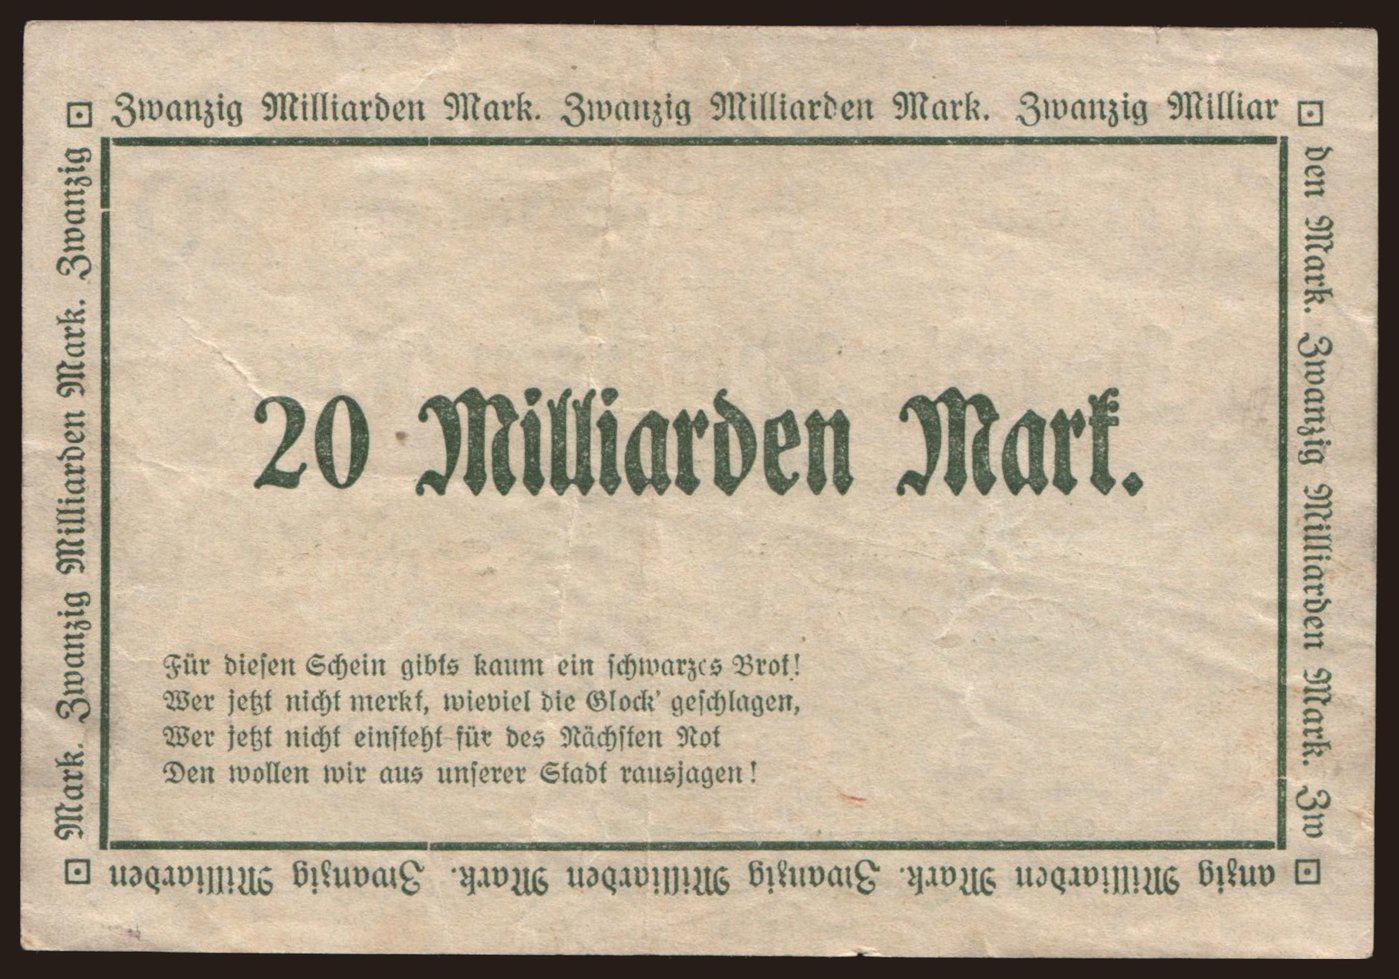 Zwanzig Milliarden Mark. Zwanzig Milliarden Mark. Zwanzig Milliar
den Mark. Zwanzig Milliarden Mark. Zw
anzig Milliarden Mark. Zwanzig Milliarden Mark. Zwanzig Milliarden
Mark. Zwanzig Milliarden Mark. Zwanzig
20 Milliarden Mark.
Für diesen Schein gibts kaum ein schwarzes Brot!
Wer jetzt nicht merkt, wieviel die Glock' geschlagen,
Wer jetzt nicht einsteht für des Nächsten Not
Den wollen wir aus unserer Stadt rausjagen!